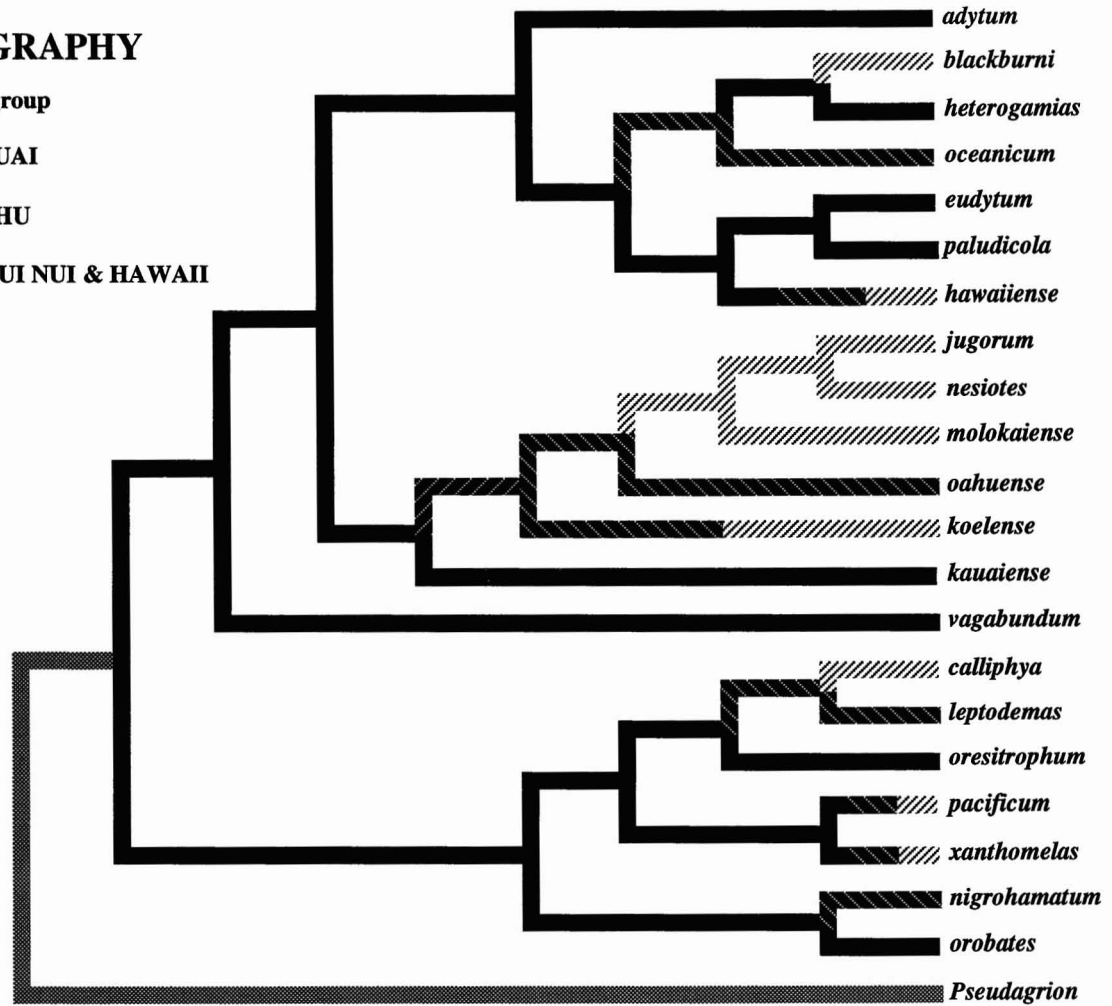 GRAPHY
roup
UAI
HU
UI NUI & HAWAII
adytum
blackburni
heterogamias
oceanicum
eudytum
paludicola
hawaiiense
jugorum
nesiotes
molokaiense
oahuense
koelense
kauaiense
vagabundum
calliphya
leptodemas
oresitrophum
pacificum
xanthomelas
nigrohamatum
orobates
Pseudagrion